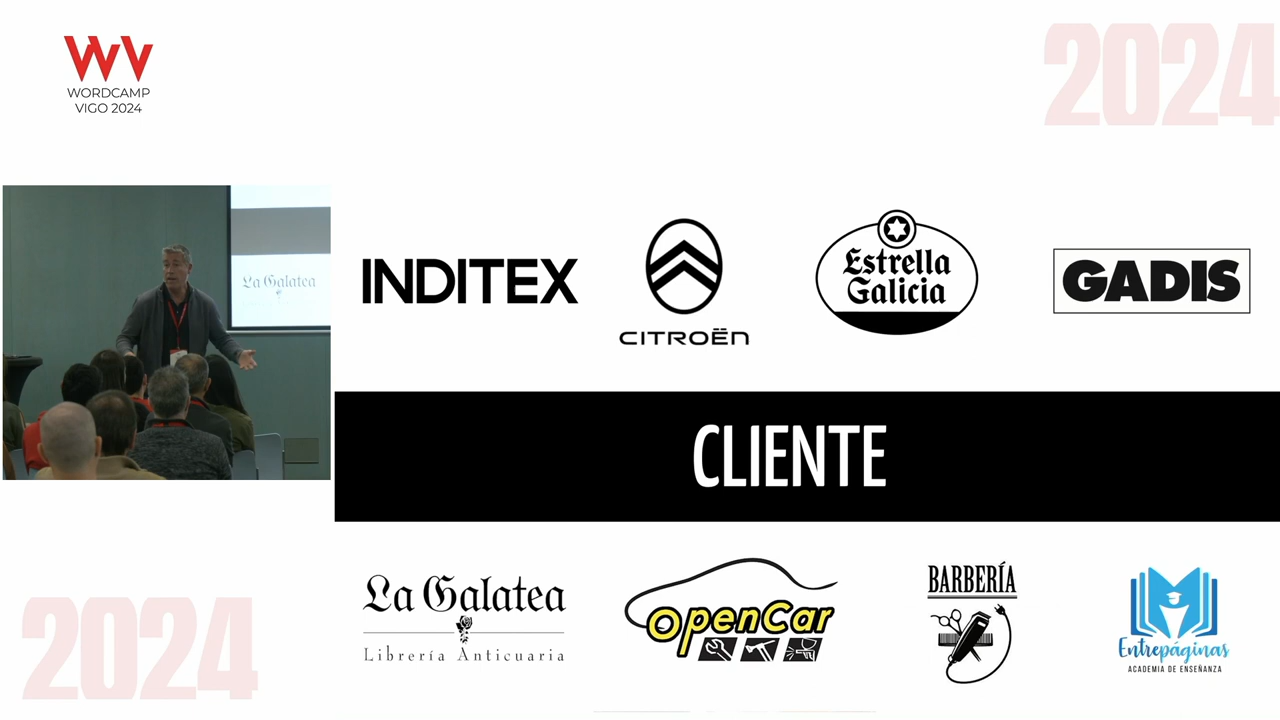 WORDCAMP
VIGO 2024
2024
La Galatea
INDITEX
CITROËN
Estrella
Galicia
GADIS
CLIENTE
La Galatea
Librería Anticuaria
OpenCar
BARBERÍA
Entrepáginas
ACADEMIA DE ENSEÑANZA
2024